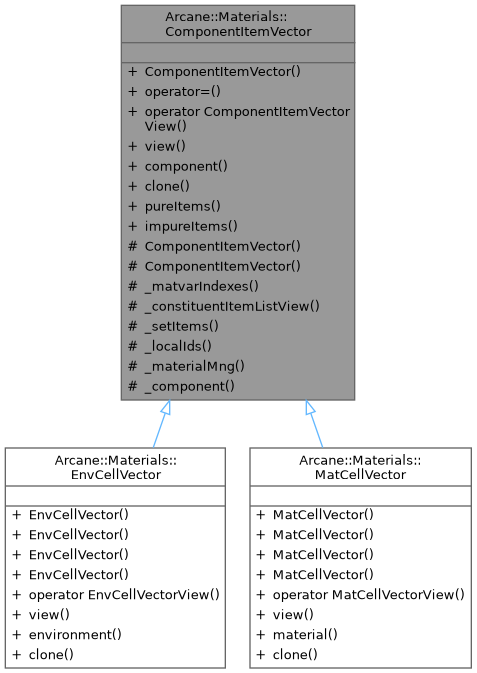 Arcane::Materials::
ComponentItemVector
+ ComponentItemVector()
+ operator=()
+ operator ComponentItemVector
View()
+ view()
+ component()
+ clone()
+ pureItems()
+ impureItems()
# ComponentItemVector()
# ComponentItemVector()
# _matvarIndexes()
# _constituentItemListView()
# _setItems()
# _localIds()
# _materialMng()
# _component()
Arcane::Materials::
EnvCellVector
+ EnvCellVector()
+ EnvCellVector()
+ EnvCellVector()
+ EnvCellVector()
+ operator EnvCellVectorView()
+ view()
+ environment()
+ clone()
Arcane::Materials::
MatCellVector
+ MatCellVector()
+ MatCellVector()
+ MatCellVector()
+ MatCellVector()
+ operator MatCellVectorView()
+ view()
+ material()
+ clone()